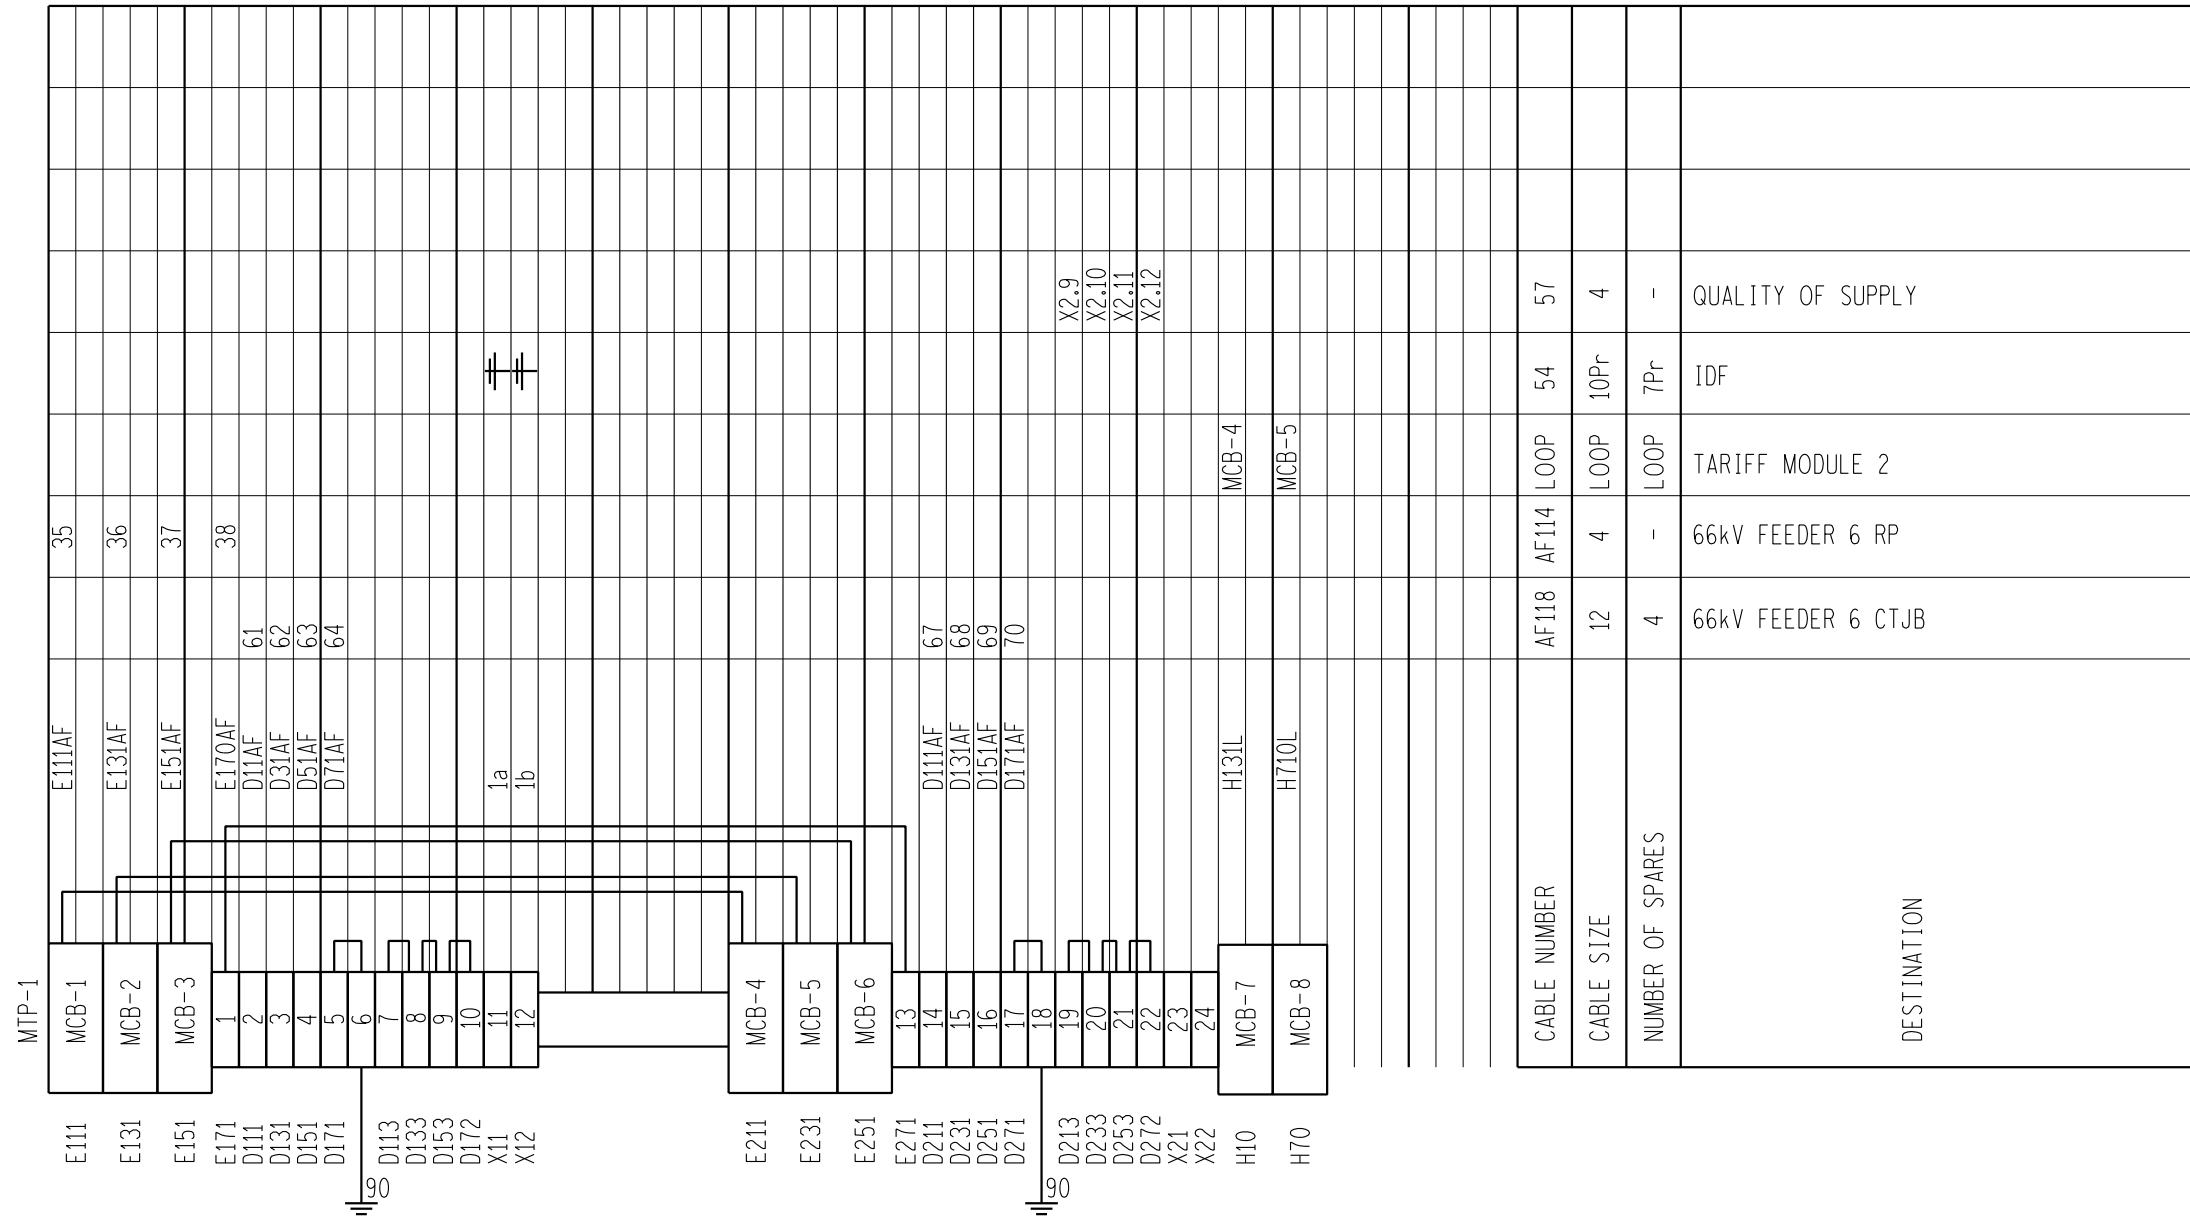 X2.9
X2.10
X2.11
X2.12
57
4
-
QUALITY OF SUPPLY
54
10Pr
7Pr
IDF
MCB-4
MCB-5
LOOP
LOOP
LOOP
TARIFF MODULE 2
35
36
37
38
AF114
4
-
66kV FEEDER 6 RP
61
62
63
64
67
68
69
70
AF118
12
4
66kV FEEDER 6 CTJB
E111AF
E131AF
E151AF
E170AF
D11AF
D31AF
D51AF
D71AF
1a
1b
D111AF
D131AF
D151AF
D171AF
H131L
H710L
CABLE NUMBER
CABLE SIZE
NUMBER OF SPARES
DESTINATION
MTP-1
MCB-1
MCB-2
MCB-3
1
2
3
4
5
6
7
8
9
10
11
12
MCB-4
MCB-5
MCB-6
13
14
15
16
17
18
19
20
21
22
23
24
MCB-7
MCB-8
E111
E131
E151
E171
D111
D131
D151
D171
D113
D133
D153
D172
X11
X12
E211
E231
E251
E271
D211
D231
D251
D271
D213
D233
D253
D272
X21
X22
H10
H70
90
90